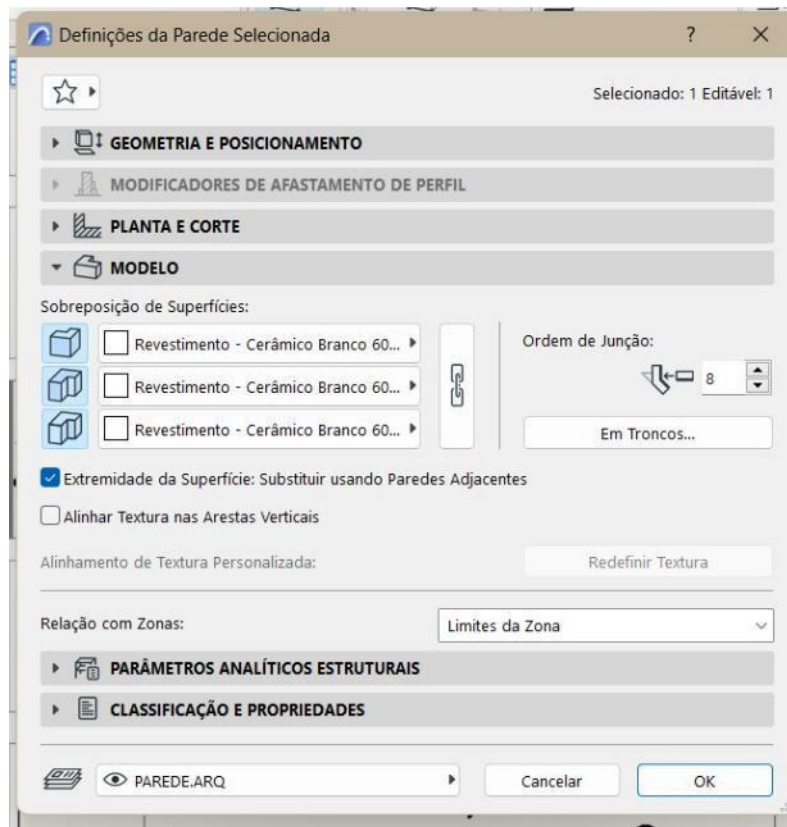 Definições da Parede Selecionada ? X
Selecionado: 1 Editável: 1
GEOMETRIA E POSICIONAMENTO
MODIFICADORES DE AFASTAMENTO DE PERFIL
PLANTA E CORTE
MODELO
Sobreposição de Superfícies:
Revestimento - Cerâmico Branco 60...
Ordem de Junção:
Revestimento - Cerâmico Branco 60...
8
Revestimento - Cerâmico Branco 60...
Em Troncos...
Extremidade da Superfície: Substituir usando Paredes Adjacentes
Alinhar Textura nas Arestas Verticais
Alinhamento de Textura Personalizada:
Redefinir Textura
Relação com Zonas:
Limites da Zona
PARÂMETROS ANALÍTICOS ESTRUTURAIS
CLASSIFICAÇÃO E PROPRIEDADES
PAREDE.ARQ
Cancelar
OK